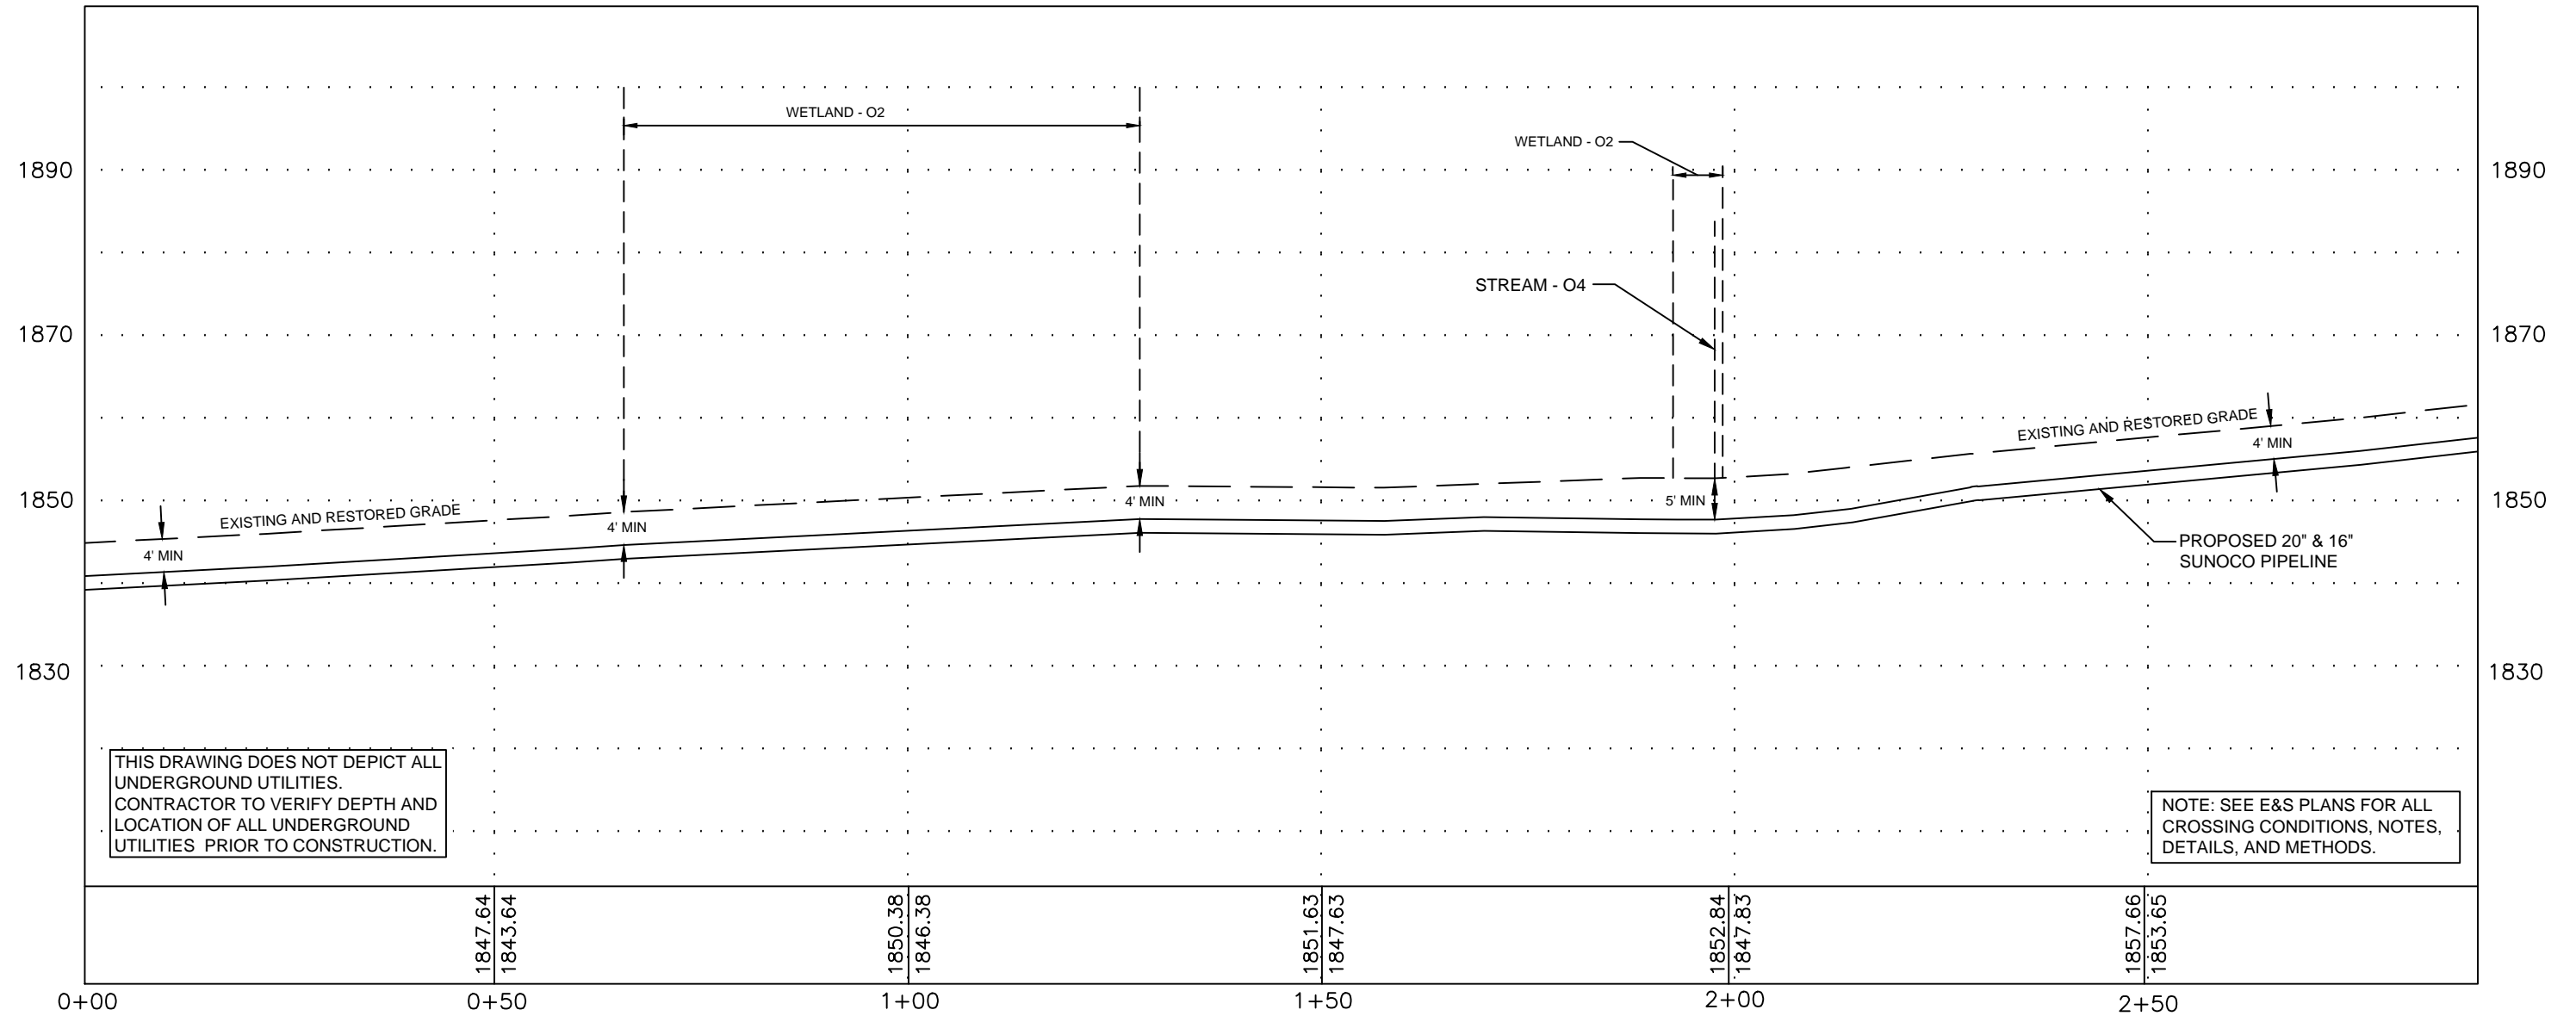 WETLAND - O2
WETLAND - O2
1890
1890
STREAM - O4
1870
1870
EXISTING AND RESTORED GRADE
4' MIN
1850
EXISTING AND RESTORED GRADE
4' MIN
4' MIN
4' MIN
5' MIN
1850
PROPOSED 20" & 16"
SUNOCO PIPELINE
1830
1830
THIS DRAWING DOES NOT DEPICT ALL
UNDERGROUND UTILITIES.
CONTRACTOR TO VERIFY DEPTH AND
LOCATION OF ALL UNDERGROUND
UTILITIES PRIOR TO CONSTRUCTION.
NOTE: SEE E&S PLANS FOR ALL
CROSSING CONDITIONS, NOTES,
DETAILS, AND METHODS.
1847.64
1843.64
1850.38
1846.38
1851.63
1847.63
1852.84
1847.83
1857.66
1853.65
0+00
0+50
1+00
1+50
2+00
2+50